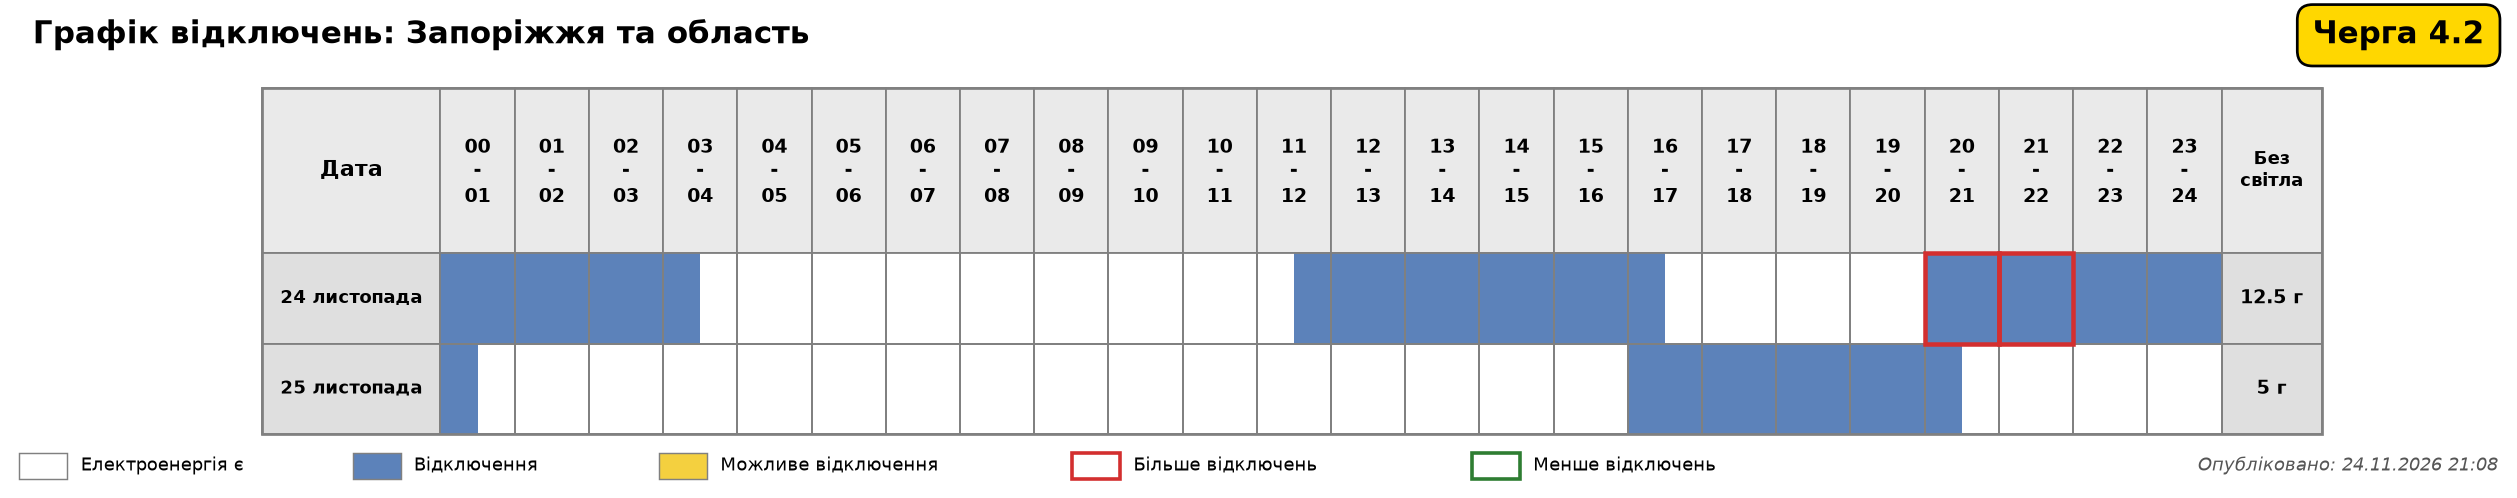 Графік відключень: Запоріжжя та область
Черга 4.2
Дата
00 - 01
01 - 02
02 - 03
03 - 04
04 - 05
05 - 06
06 - 07
07 - 08
08 - 09
09 - 10
10 - 11
11 - 12
12 - 13
13 - 14
14 - 15
15 - 16
16 - 17
17 - 18
18 - 19
19 - 20
20 - 21
21 - 22
22 - 23
23 - 24
Без
світла
24 листопада
12.5 г
25 листопада
5 г
Електроенергія є
Відключення
Можливе відключення
Більше відключень
Менше відключень
Опубліковано: 24.11.2026 21:08